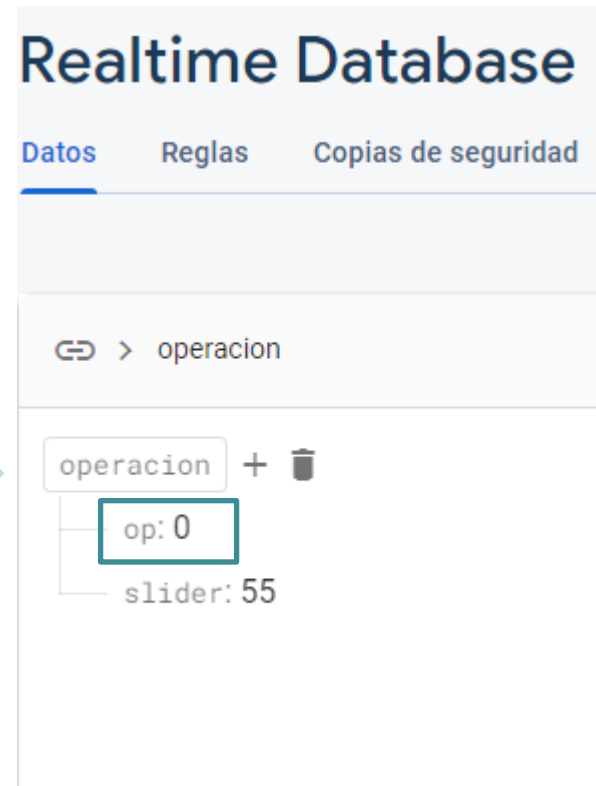 Realtime Database
Datos Reglas Copias de seguridad
> operacion
operacion +
op: 0
slider: 55